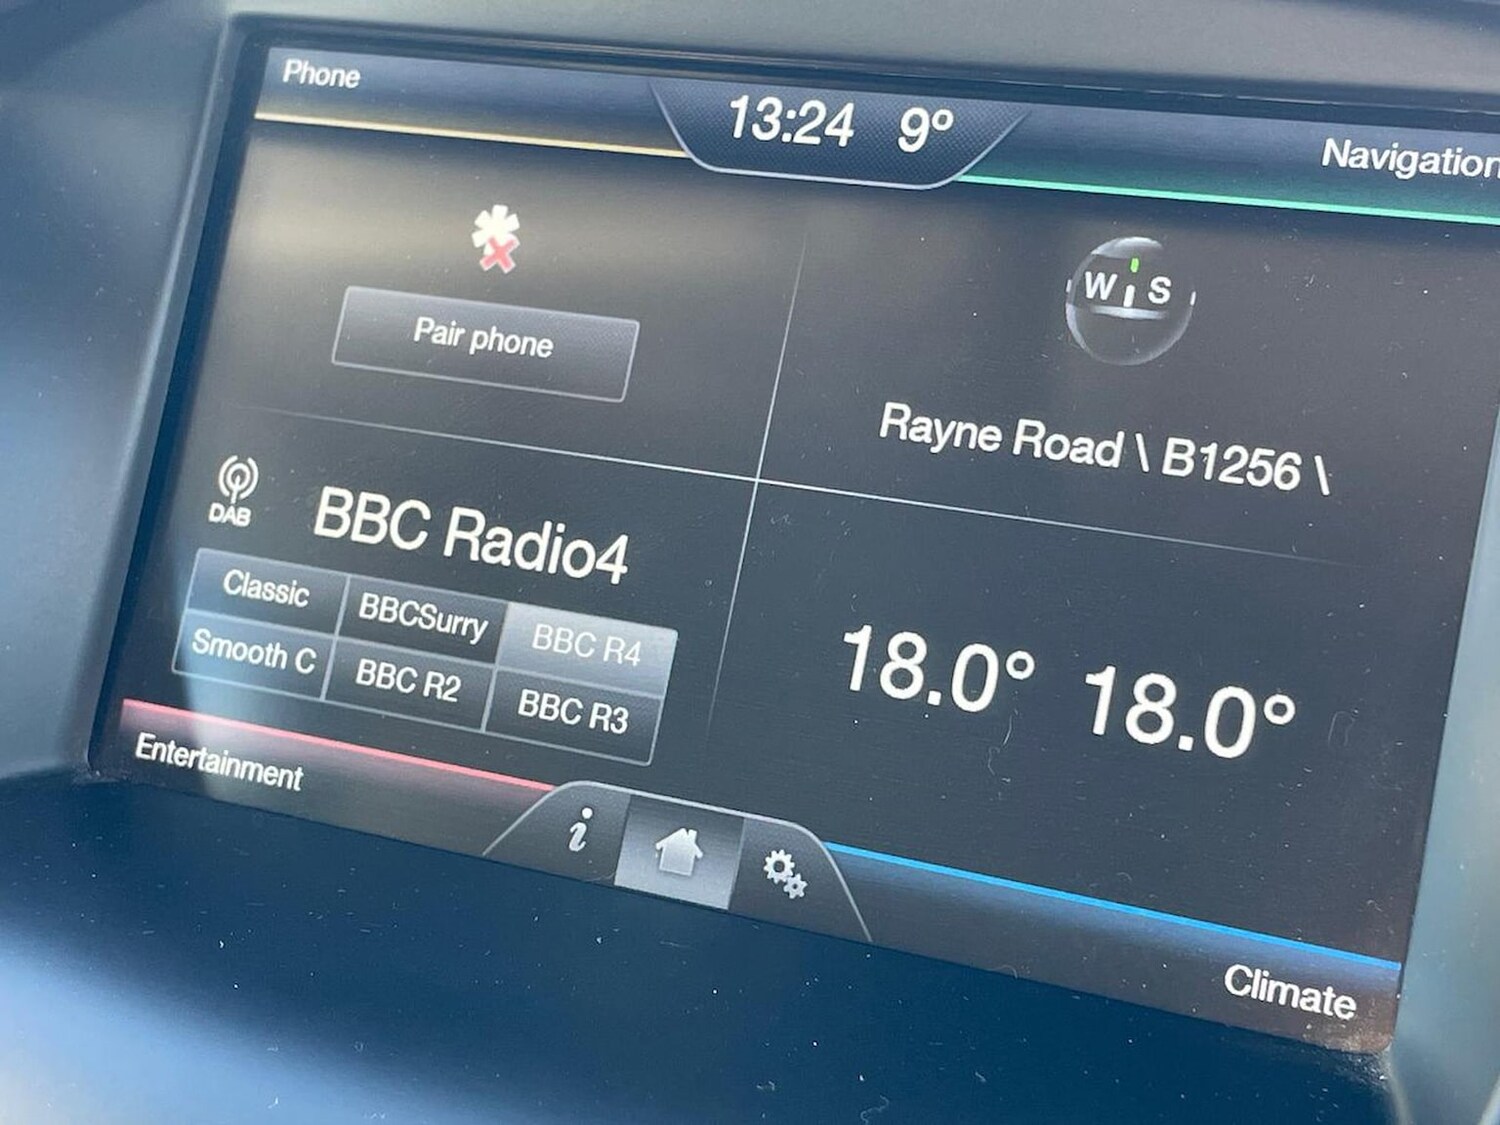 Phone
13:24 9°
Navigation
Pair phone
W S
Rayne Road \ B1256 \
DAB
BBC Radio4
Classic BBCSurry BBC R4
Smooth C BBC R2 BBC R3
18.0° 18.0°
Entertainment
i
Climate